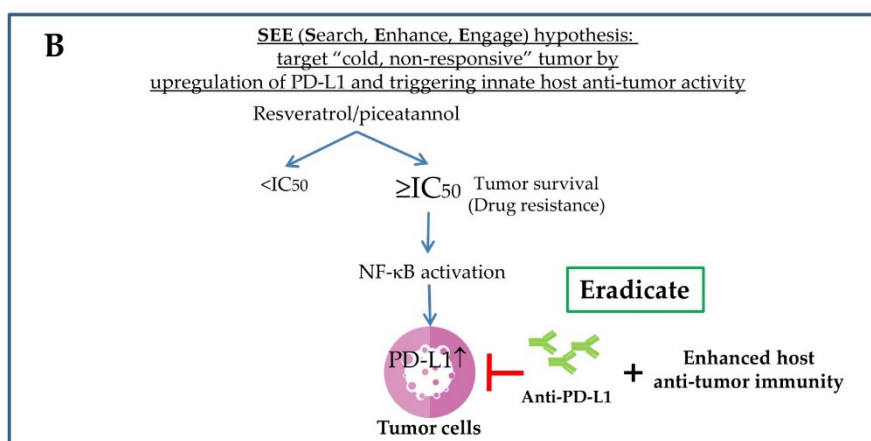 B
SEE (Search, Enhance, Engage) hypothesis:
target “cold, non-responsive” tumor by
upregulation of PD-L1 and triggering innate host anti-tumor activity
Resveratrol/piceatannol
<IC50
≥IC50
Tumor survival
(Drug resistance)
NF-κB activation
Eradicate
PD-L1↑
Anti-PD-L1
+
Enhanced host
anti-tumor immunity
Tumor cells